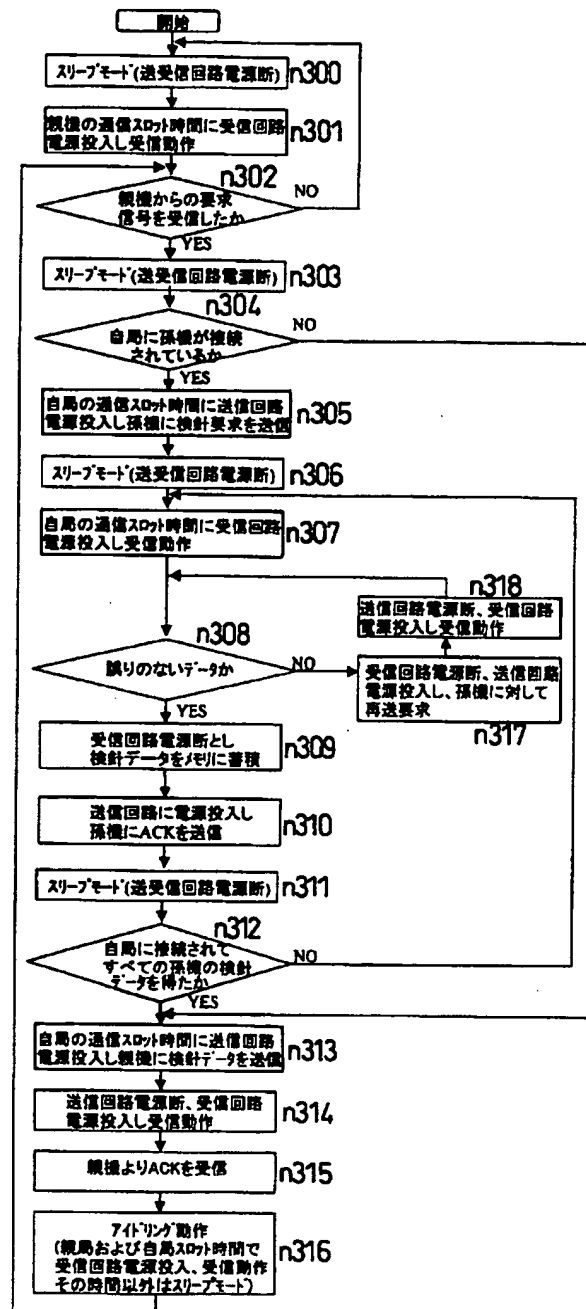 開始
スリープモード(送受信回路電源断)
n300
親機の通信スロット時間に受信回路
電源投入し受信動作
n301
n302
親機からの要求
信号を受信したか
NO
YES
スリープモード(送受信回路電源断)
n303
n304
自局に孫機が接続
されているか
NO
YES
自局の通信スロット時間に送信回路
電源投入し孫機に検針要求を送信
n305
スリープモード(送受信回路電源断)
n306
自局の通信スロット時間に受信回路
電源投入し受信動作
n307
n318
送信回路電源断、受信回路
電源投入し受信動作
n308
誤りのないデータか
NO
受信回路電源断、送信回路
電源投入し、孫機に対して
再送要求
n317
YES
受信回路電源断とし
検針データをメモリに蓄積
n309
送信回路に電源投入し
孫機にACKを送信
n310
スリープモード(送受信回路電源断)
n311
n312
自局に接続されて
すべての孫機の検針
データを得たか
NO
YES
自局の通信スロット時間に送信回路
電源投入し親機に検針データを送信
n313
送信回路電源断、受信回路
電源投入し受信動作
n314
親機よりACKを受信
n315
アイドリング動作
(親局および自局スロット時間で
受信回路電源投入、受信動作
その時間以外はスリープモード)
n316